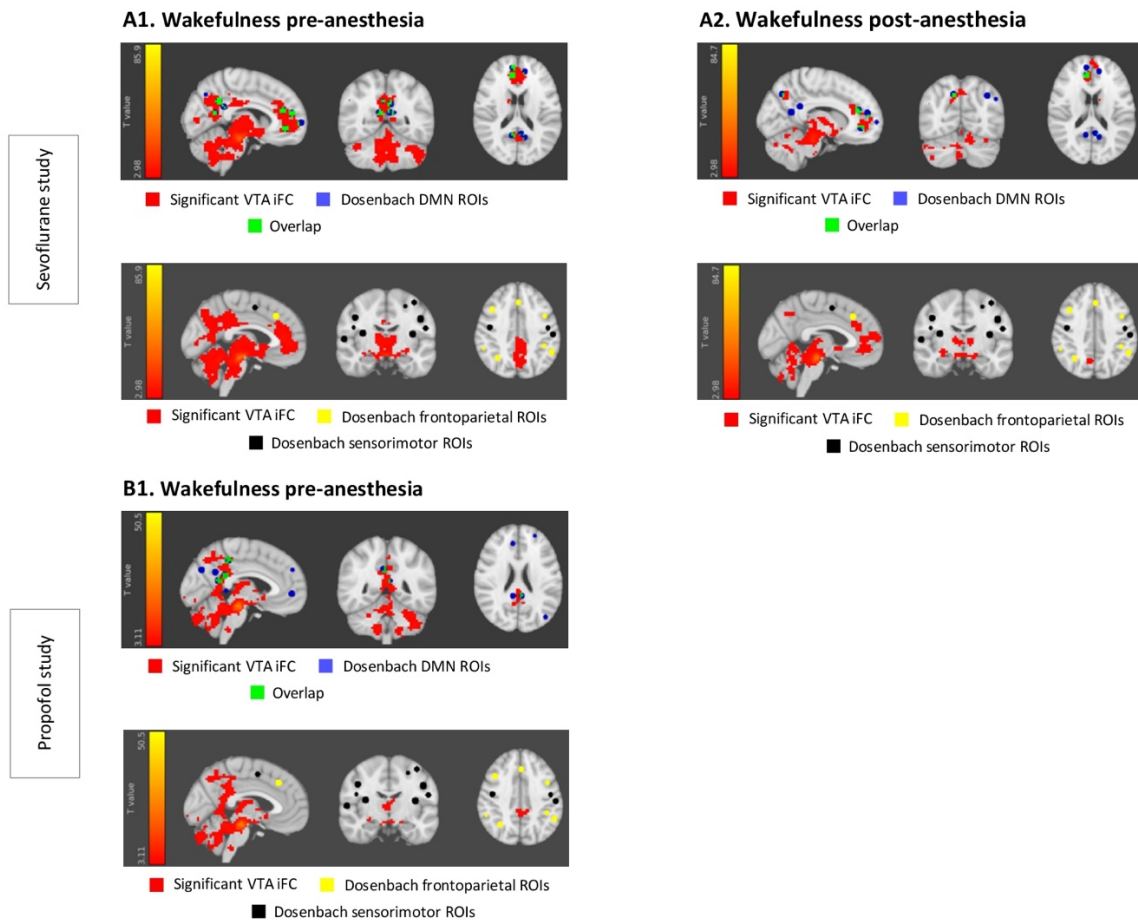 A1. Wakefulness pre-anesthesia
A2. Wakefulness post-anesthesia
Sevoflurane study
85.9
T value
2.98
84.7
T value
2.98
Significant VTA iFC
Dosenbach DMN ROIs
Overlap
Significant VTA iFC
Dosenbach DMN ROIs
Overlap
85.9
T value
2.98
84.7
T value
2.98
Significant VTA iFC
Dosenbach frontoparietal ROIs
Dosenbach sensorimotor ROIs
Significant VTA iFC
Dosenbach frontoparietal ROIs
Dosenbach sensorimotor ROIs
B1. Wakefulness pre-anesthesia
Propofol study
50.5
T value
3.11
Significant VTA iFC
Dosenbach DMN ROIs
Overlap
50.5
T value
3.11
Significant VTA iFC
Dosenbach frontoparietal ROIs
Dosenbach sensorimotor ROIs